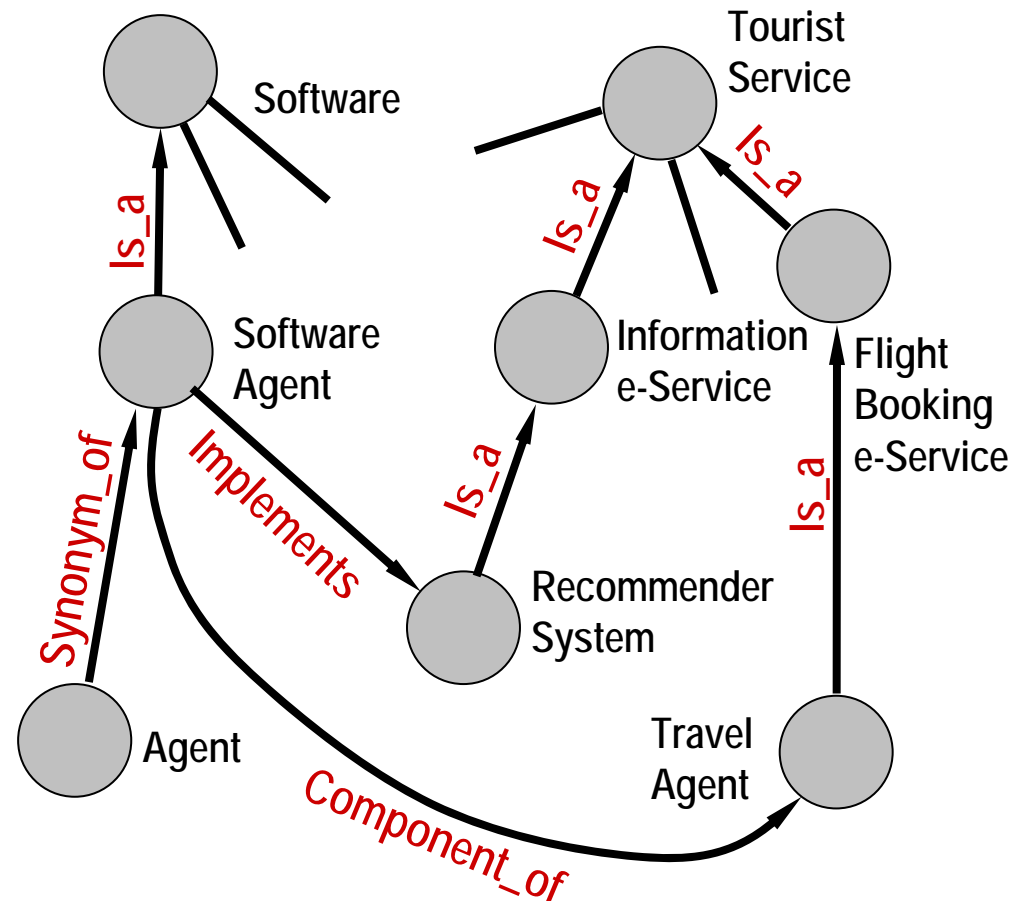 Tourist
Service
Software
Is_a
Is_a
Is_a
Software
Agent
Information
e-Service
Flight
Booking
e-Service
Synonym_of
Implements
Is_a
Is_a
Recommender
System
Agent
Travel
Agent
Component_of